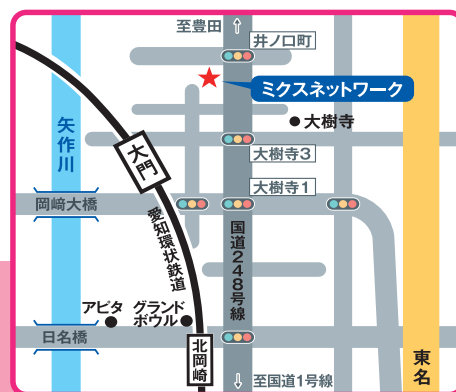 至豊田
井ノ口町
ミクスネットワーク
大樹寺
矢作川
大門
大樹寺3
大樹寺1
岡﨑大橋
愛知環状鉄道
国道248号線
アピタ
グランドボウル
日名橋
北岡崎
東名
至国道1号線